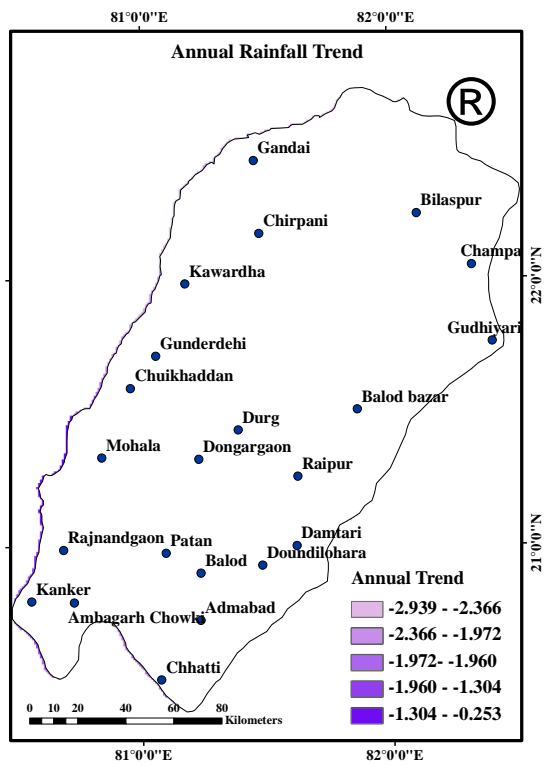 81°0'0"E 82°0'0"E
Annual Rainfall Trend
®
Gandai
Bilaspur
Chirpani
Champa
Kawardha
22°0'0"N
Gudhiyari
Gunderdehi
Chuikhaddan
Balod bazar
Durg
Mohala
Dongargaon
Raipur
Damtari
21°0'0"N
Rajnandgaon
Patan
Doundilohara
Balod
Annual Trend
Kanker
-2.939 - -2.366
Ambagarh Chowki
Admabad
-2.366 - -1.972
-1.972- -1.960
Chhatti
-1.960 - -1.304
-1.304 - -0.253
0 10 20 40 60 80
Kilometers
81°0'0"E 82°0'0"E